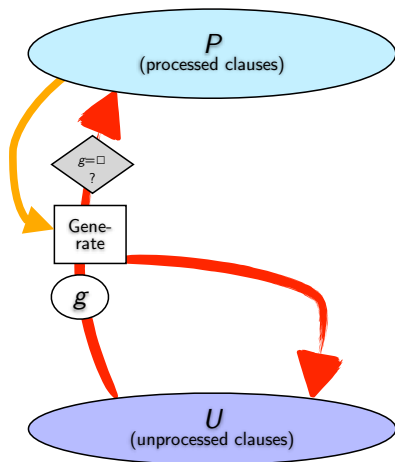 P
(processed clauses)
g=□
?
Gene-
rate
g
U
(unprocessed clauses)